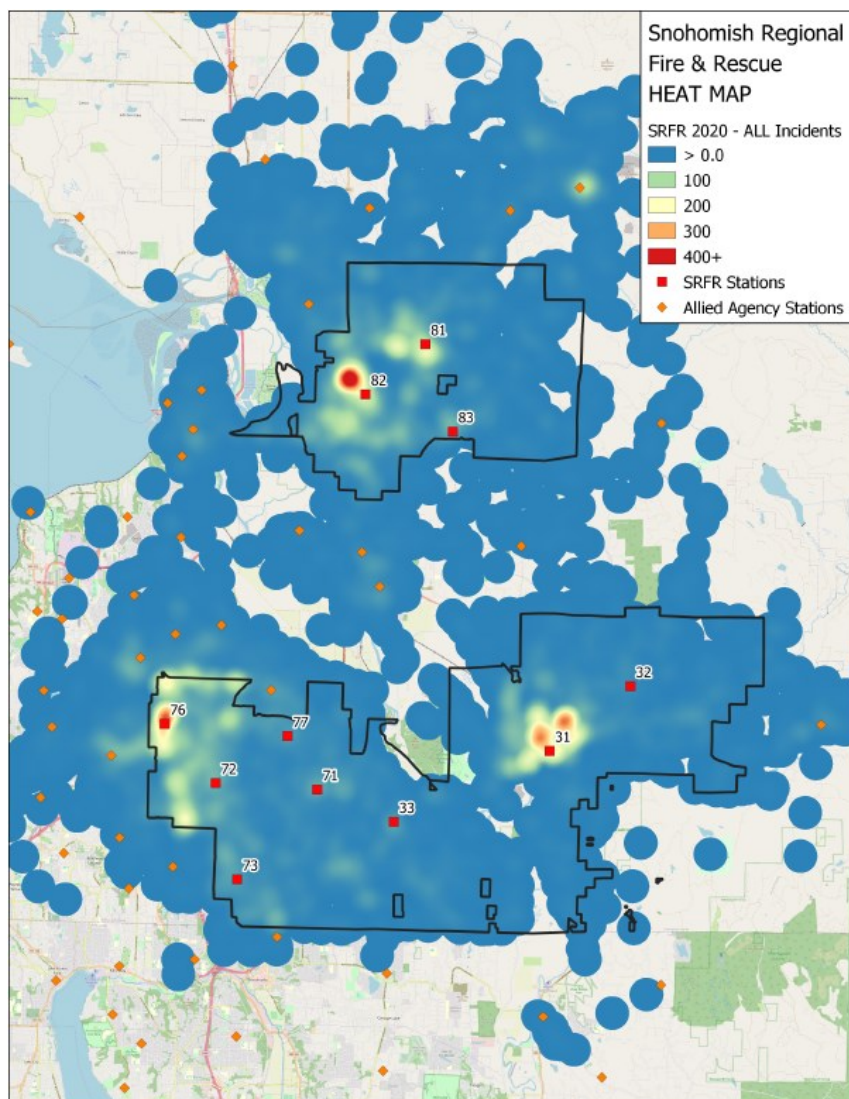 Snohomish Regional
Fire & Rescue
HEAT MAP
SRFR 2020 - ALL Incidents
> 0.0
100
200
300
400+
SRFR Stations
Allied Agency Stations
81
82
83
32
76
31
77
72
71
33
73